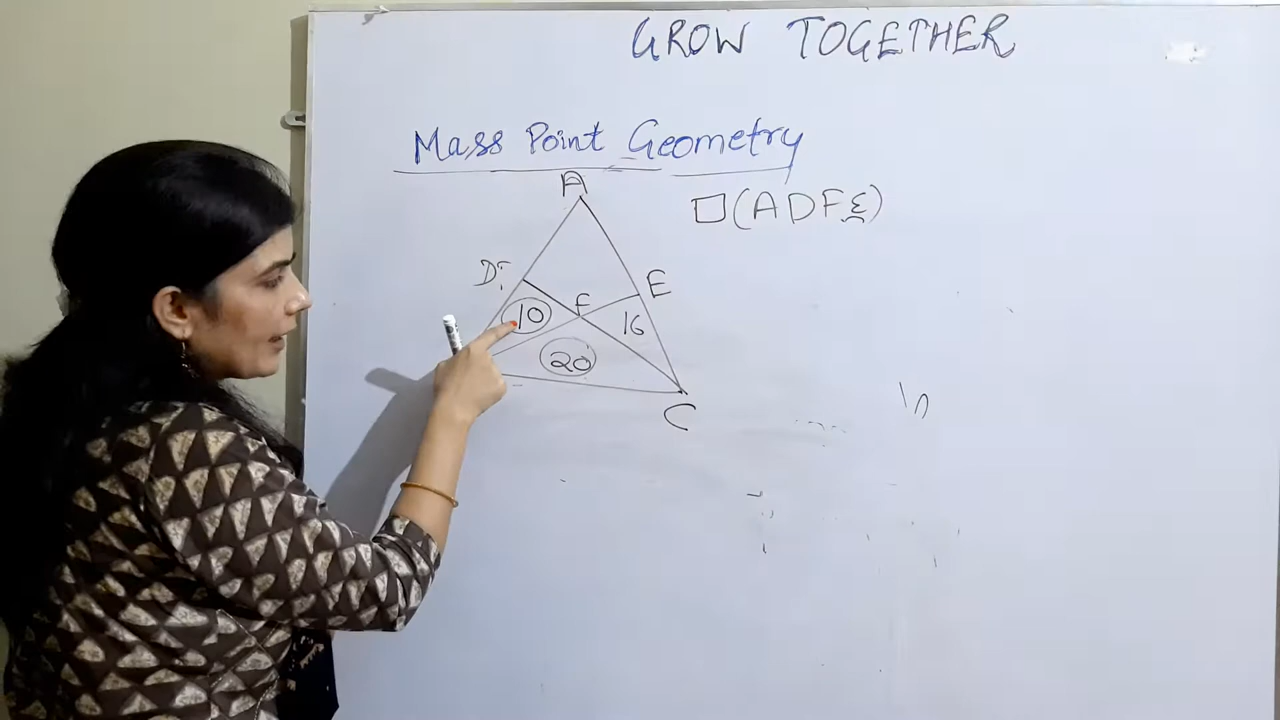 GROW TOGETHER
Mass Point Geometry
A
□(ADFE)
D
E
F
10
16
20
C